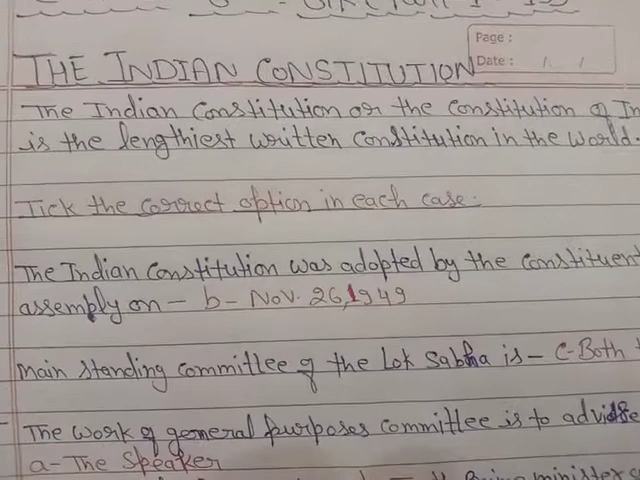 Page :
Date : / /
THE INDIAN CONSTITUTION
The Indian Constitution or the constitution of In
is the lengthiest written constitution in the world.
Tick the correct option in each case:
The Indian Constitution was adopted by the constituent
assembly on - b - Nov. 26, 1949
main standing committee of the Lok Sabha is - C - Both
The work of general purposes committee is to advise
a - The Speaker